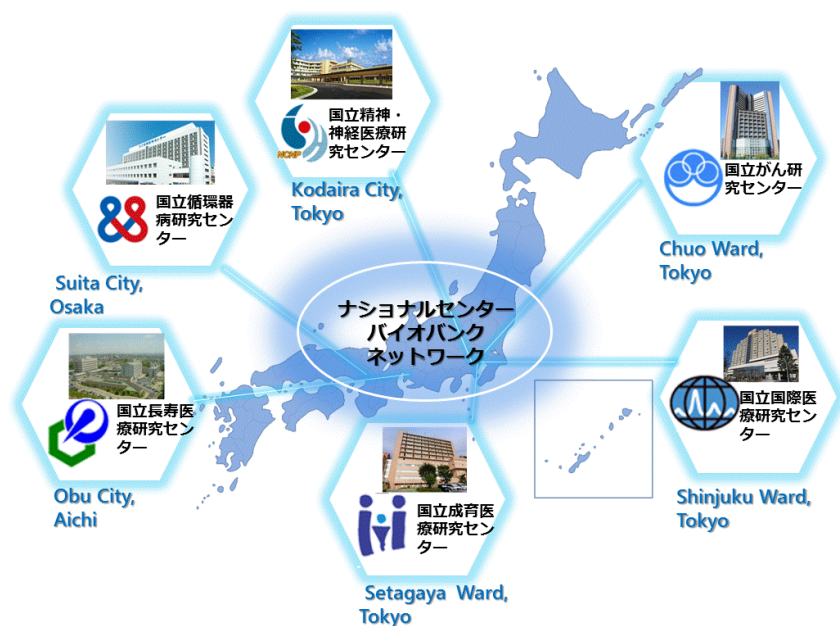 国立精神・
神経医療研
究センター
NCNP
Kodaira City,
Tokyo
国立循環器
病研究セン
ター
Suita City,
Osaka
国立がん研
究センター
Chuo Ward,
Tokyo
ナショナルセンター
バイオバンク
ネットワーク
国立長寿医
療研究セン
ター
Obu City,
Aichi
国立国際医
療研究セン
ター
Shinjuku Ward,
Tokyo
国立成育医
療研究セン
ター
Setagaya Ward,
Tokyo